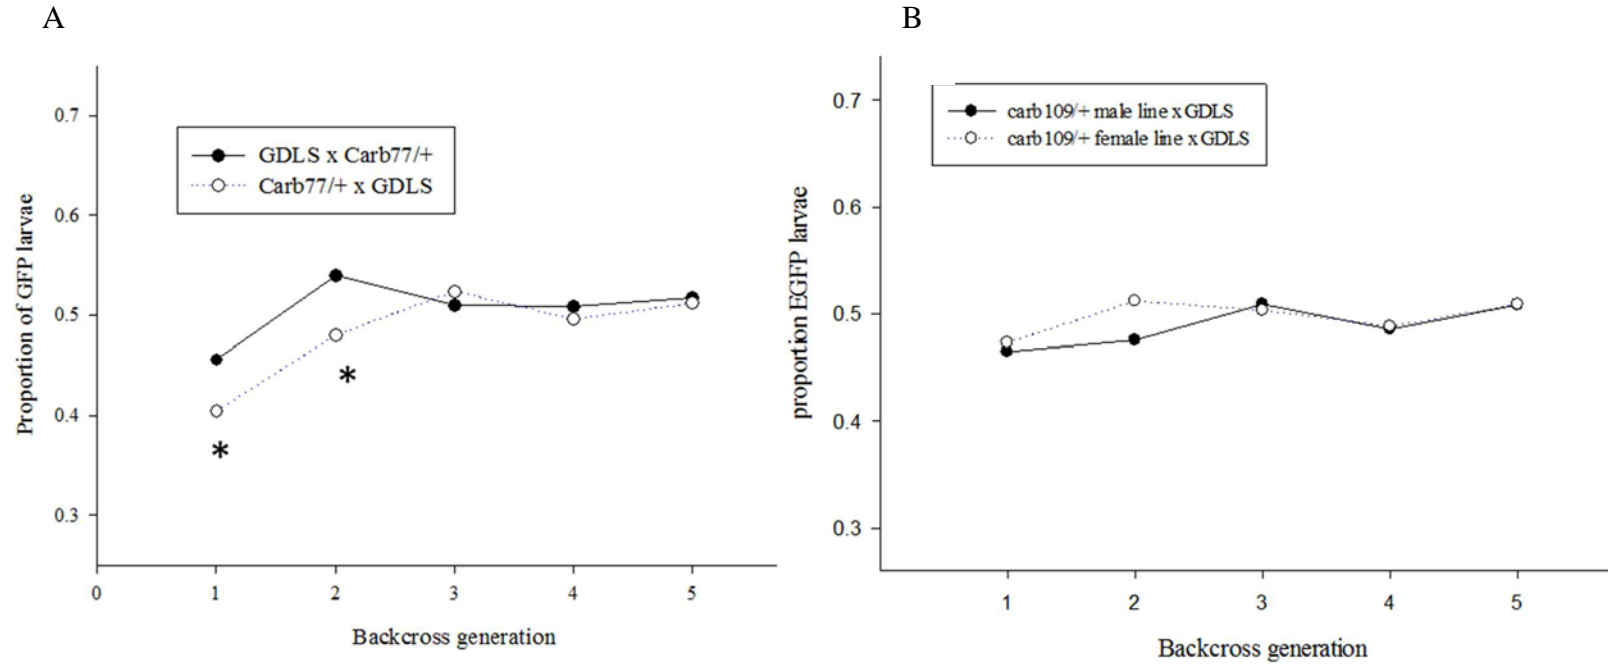 A
B
0.7
0.6
0.5
0.4
0.3
Proportion of GFP larvae
GDLS x Carb77/+
Carb77/+ x GDLS
*
*
0 1 2 3 4 5
Backcross generation
0.7
0.6
0.5
0.4
0.3
proportion EGFP larvae
carb109/+ male line x GDLS
carb109/+ female line x GDLS
1 2 3 4 5
Backcross generation